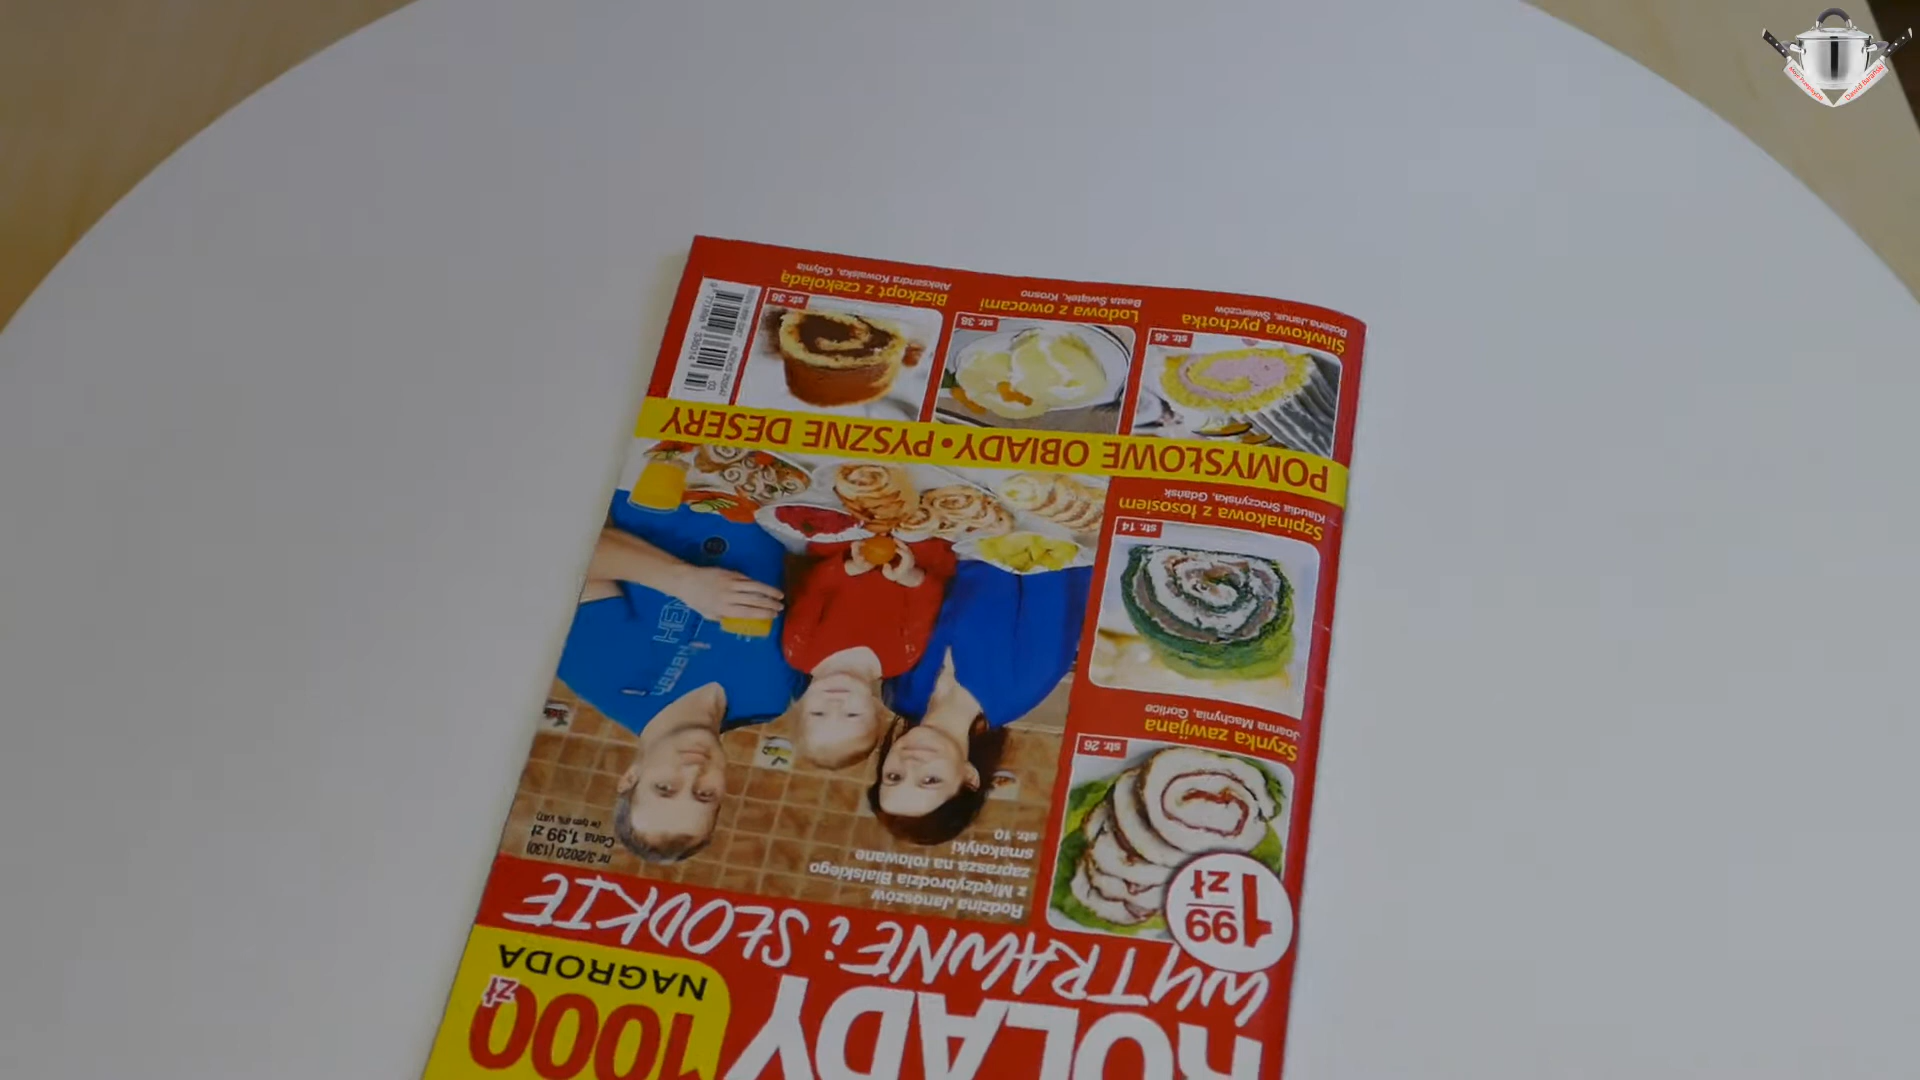 1000 zł
NAGRODA
ROLADY
WYTRAWNE i SŁODKIE
1 99 zł
nr 3/2020 (130)
Cena 1,99 zł
(w tym 8% VAT)
Rodzina Janoszów
z Międzybrodzia Bialskiego
zaprasza na rolowane
smakołyki
str. 10
str. 26
Szynka zawijana
Joanna Machynia, Gorlice
str. 14
Szpinakowa z łososiem
Klaudia Sroczyńska, Gdańsk
POMYSŁOWE OBIADY • PYSZNE DESERY
str. 46
Śliwkowa pychotka
Bożena Janus, Świerczów
str. 38
Lodowa z owocami
Beata Świątek, Krosno
str. 36
Biszkopt z czekoladą
Aleksandra Kowalska, Gdynia
Dawid Barański